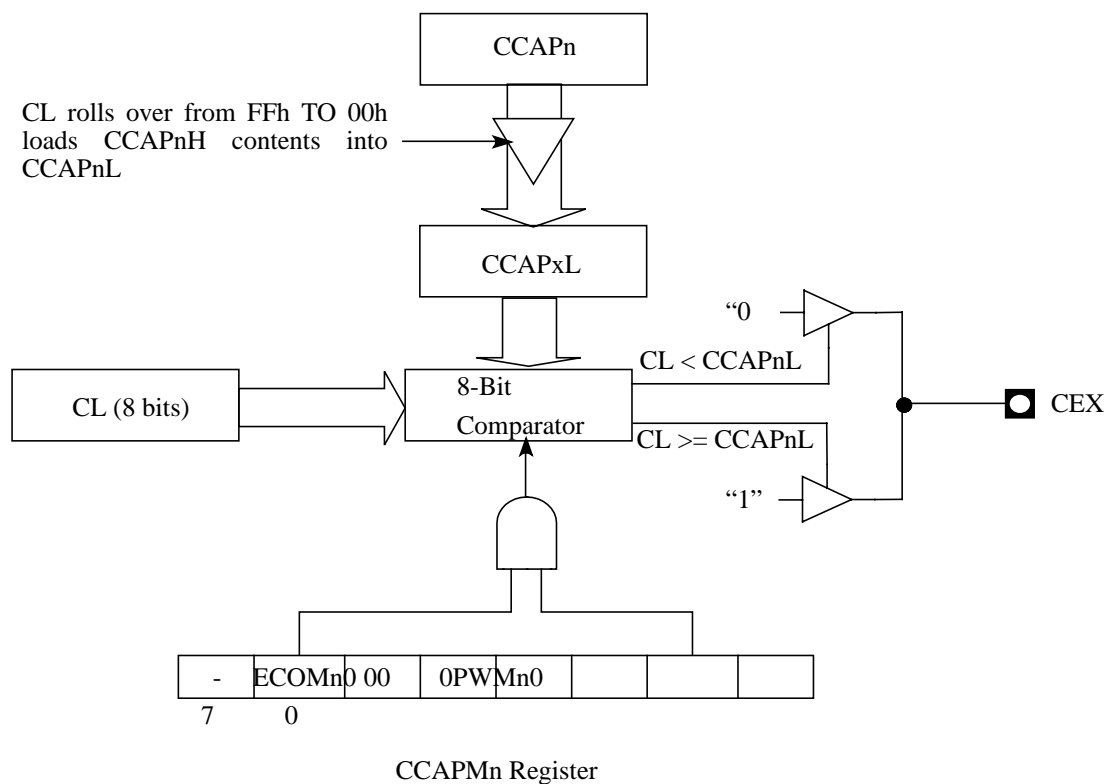 CCAPn
CL rolls over from FFh TO 00h
loads CCAPnH contents into
CCAPnL
CCAPxL
“0
CL < CCAPnL
CL (8 bits)
8-Bit
Comparator
CEX
CL >= CCAPnL
“1”
- ECOMn0 00 0PWMn0
7 0
CCAPMn Register